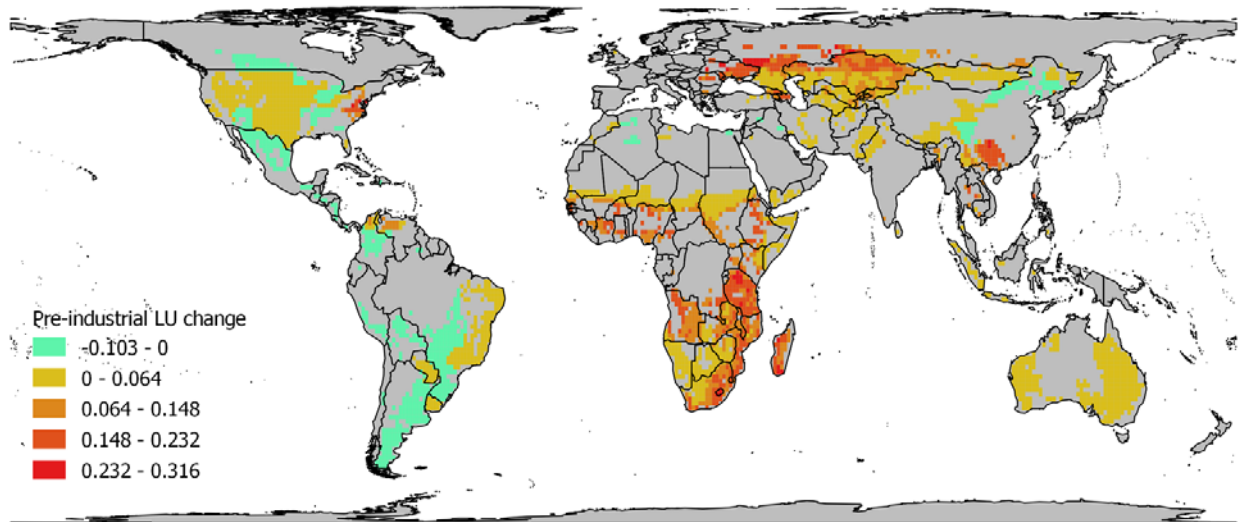 Pre-industrial LU change
-0.103 - 0
0 - 0.064
0.064 - 0.148
0.148 - 0.232
0.232 - 0.316